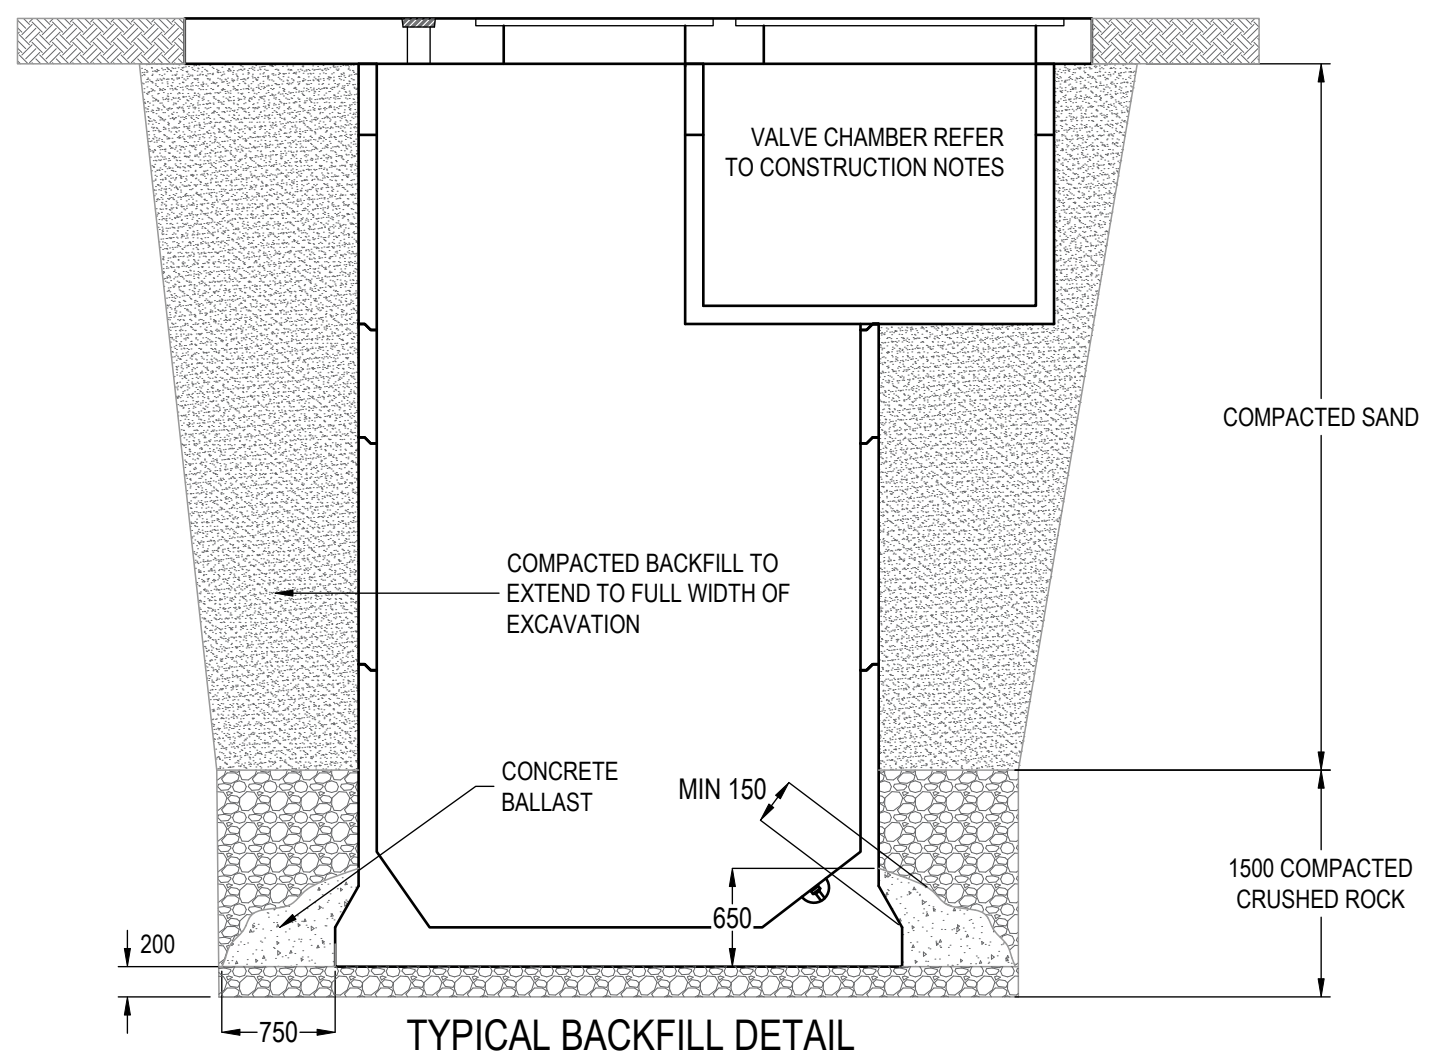 VALVE CHAMBER REFER
TO CONSTRUCTION NOTES
COMPACTED SAND
COMPACTED BACKFILL TO
EXTEND TO FULL WIDTH OF
EXCAVATION
CONCRETE
BALLAST
MIN 150
1500 COMPACTED
CRUSHED ROCK
650
200
750
TYPICAL BACKFILL DETAIL